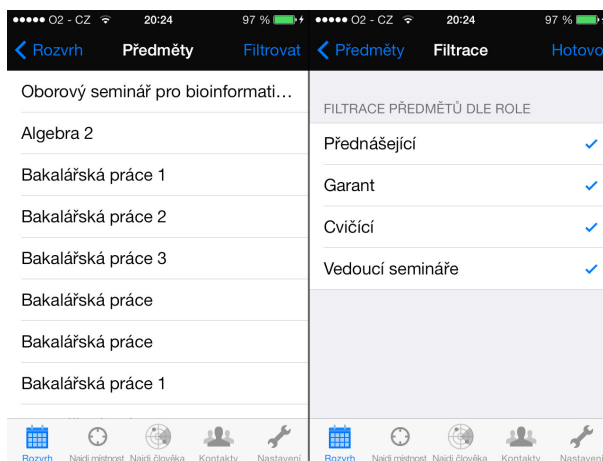 O2 - CZ 20:24 97 %
Rozvrh Předměty Filtrovat
Oborový seminář pro bioinformati…
Algebra 2
Bakalářská práce 1
Bakalářská práce 2
Bakalářská práce 3
Bakalářská práce
Bakalářská práce
Bakalářská práce 1
Rozvrh Najdi místnost Najdi člověka Kontakty Nastavení
O2 - CZ 20:24 97 %
Předměty Filtrace Hotovo
FILTRACE PŘEDMĚTŮ DLE ROLE
Přednášející
Garant
Cvičící
Vedoucí semináře
Rozvrh Najdi místnost Najdi člověka Kontakty Nastavení